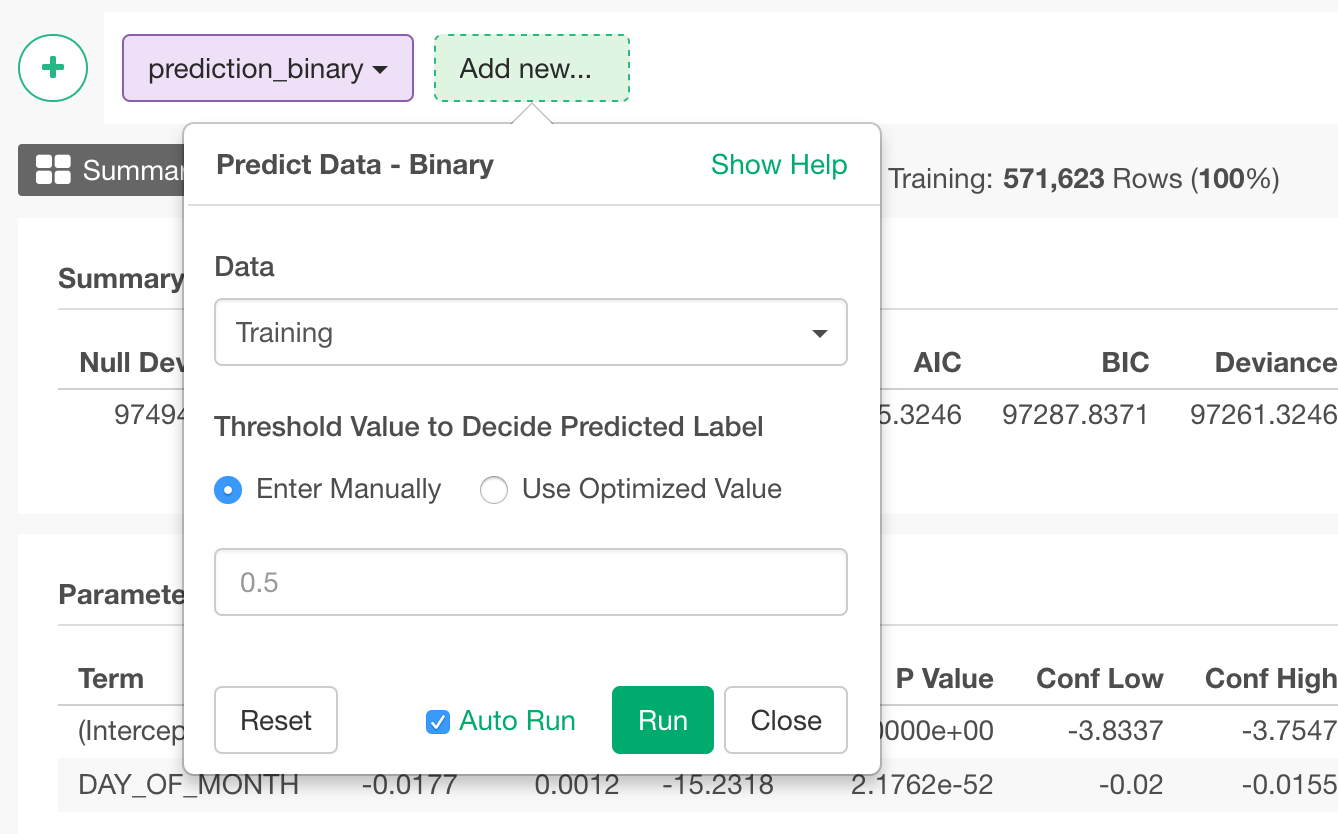 +
prediction_binary
Add new...
Summar
Predict Data - Binary
Show Help
Training: 571,623 Rows (100%)
Data
Training
Summary
Null Dev
AIC BIC Deviance
97494
5.3246 97287.8371 97261.3246
Threshold Value to Decide Predicted Label
Enter Manually Use Optimized Value
0.5
Paramete
Term P Value Conf Low Conf High
(Intercep 0000e+00 -3.8337 -3.7547
Reset Auto Run Run Close
DAY_OF_MONTH -0.0177 0.0012 -15.2318 2.1762e-52 -0.02 -0.0155